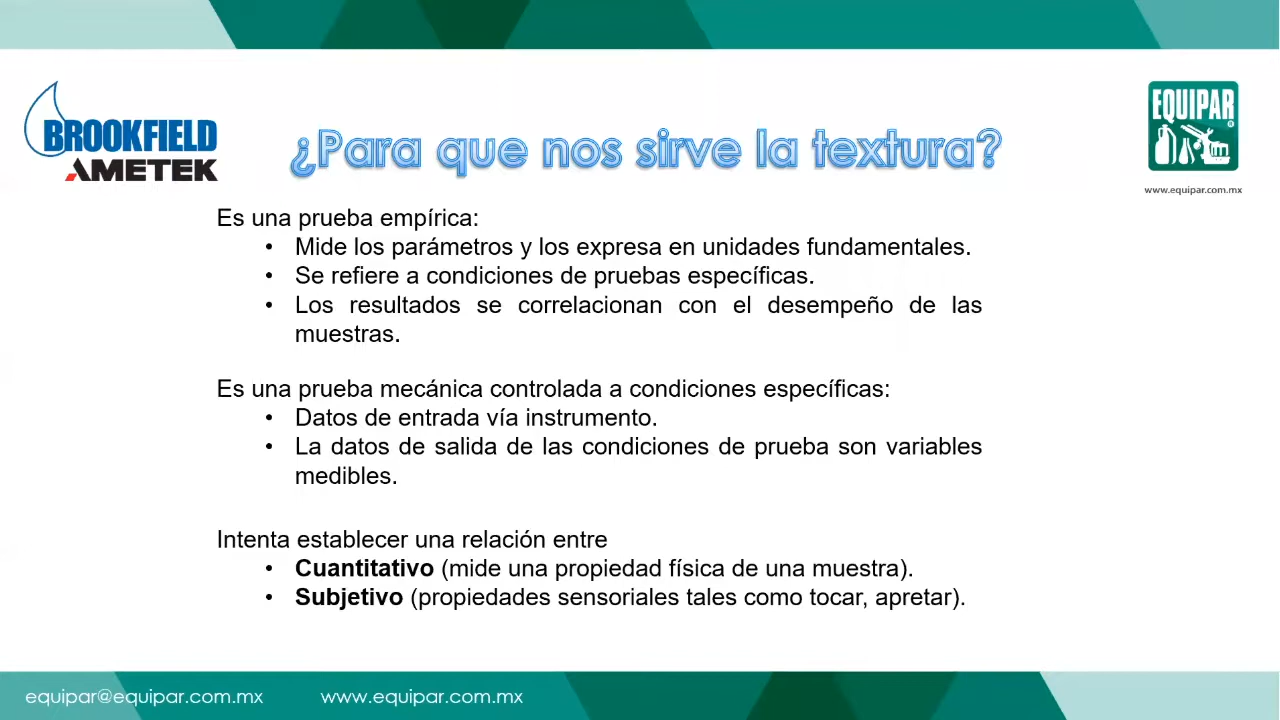 BROOKFIELD
AMETEK
¿Para que nos sirve la textura?
EQUIPAR
®
www.equipar.com.mx
Es una prueba empírica:
• Mide los parámetros y los expresa en unidades fundamentales.
• Se refiere a condiciones de pruebas específicas.
• Los resultados se correlacionan con el desempeño de las
muestras.
Es una prueba mecánica controlada a condiciones específicas:
• Datos de entrada vía instrumento.
• La datos de salida de las condiciones de prueba son variables
medibles.
Intenta establecer una relación entre
• Cuantitativo (mide una propiedad física de una muestra).
• Subjetivo (propiedades sensoriales tales como tocar, apretar).
equipar@equipar.com.mx www.equipar.com.mx